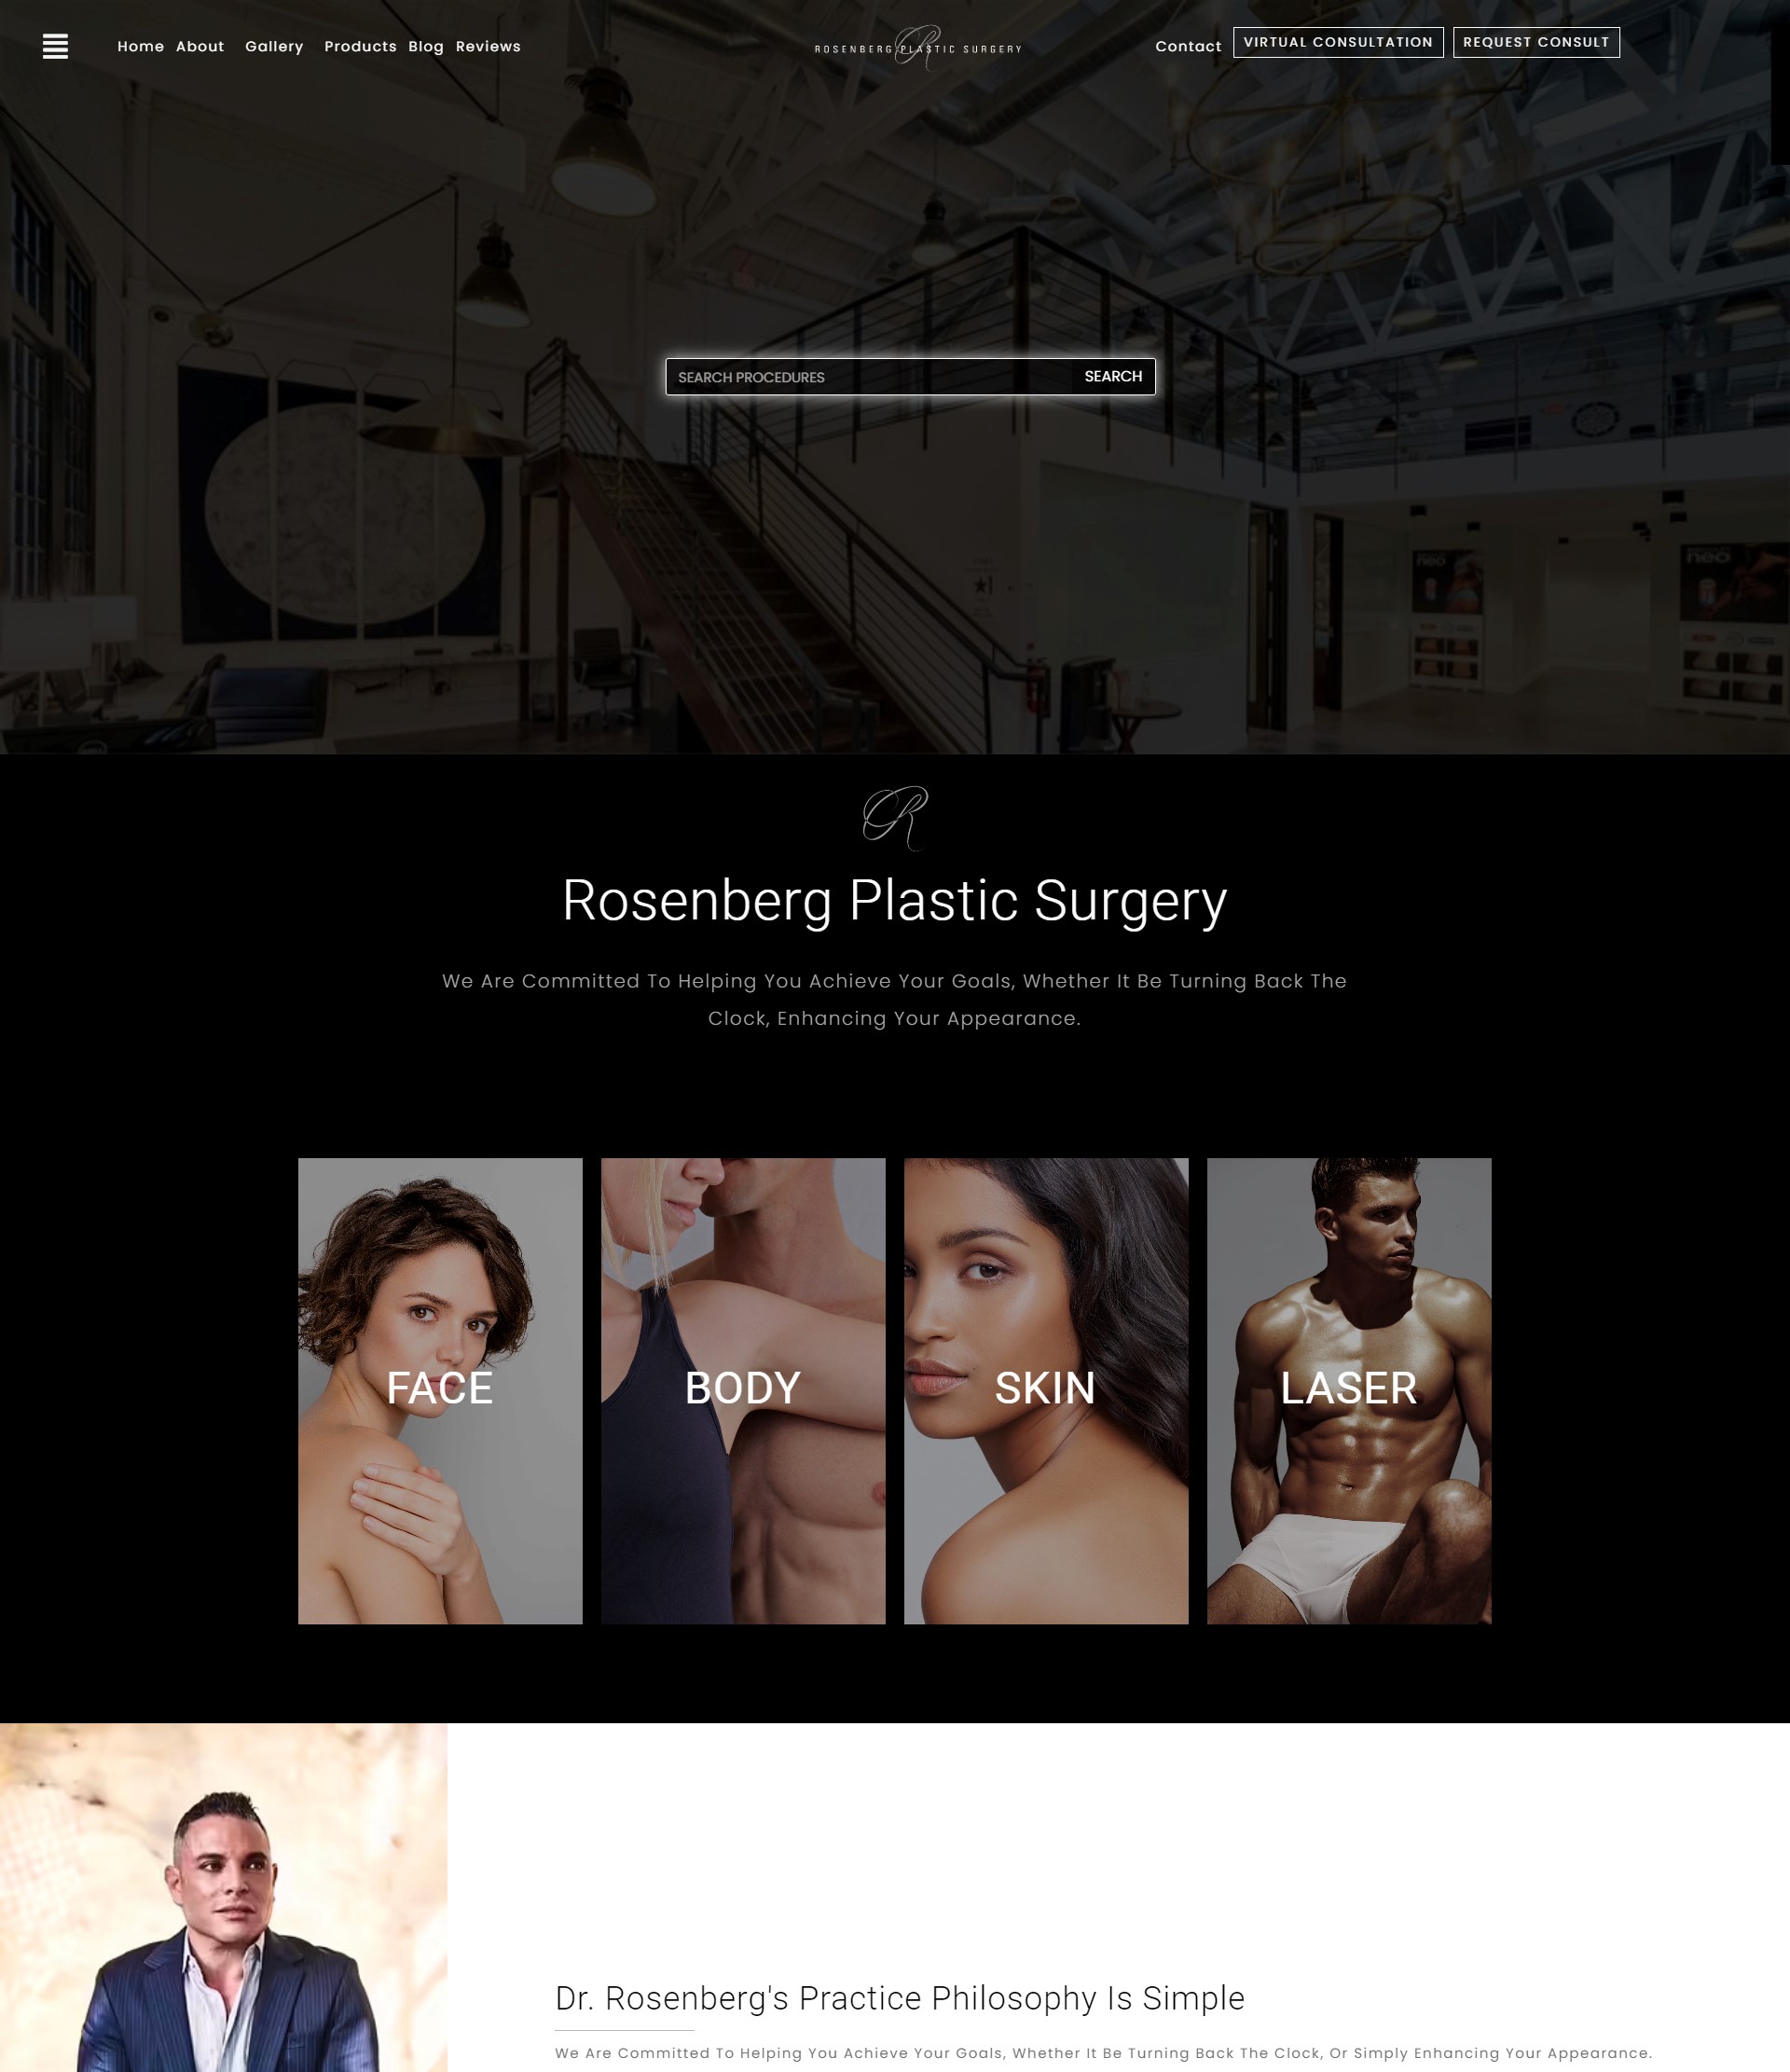 Home About Gallery Products Blog Reviews
ROSENBERG PLASTIC SURGERY
Contact VIRTUAL CONSULTATION REQUEST CONSULT
SEARCH PROCEDURES SEARCH
neo
neo
R
Rosenberg Plastic Surgery
We Are Committed To Helping You Achieve Your Goals, Whether It Be Turning Back The
Clock, Enhancing Your Appearance.
FACE BODY SKIN LASER
Dr. Rosenberg's Practice Philosophy Is Simple
We Are Committed To Helping You Achieve Your Goals, Whether It Be Turning Back The Clock, Or Simply Enhancing Your Appearance.